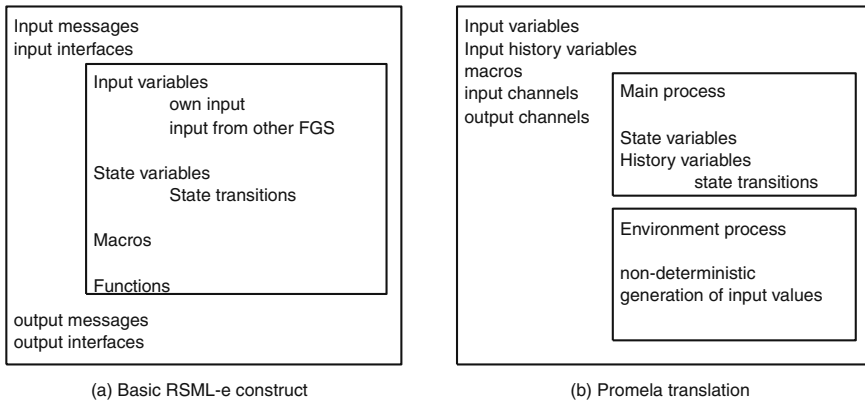 Input messages
input interfaces
Input variables
own input
input from other FGS
State variables
State transitions
Macros
Functions
output messages
output interfaces
(a) Basic RSML-e construct
Input variables
Input history variables
macros
input channels
output channels
Main process
State variables
History variables
state transitions
Environment process
non-deterministic
generation of input values
(b) Promela translation